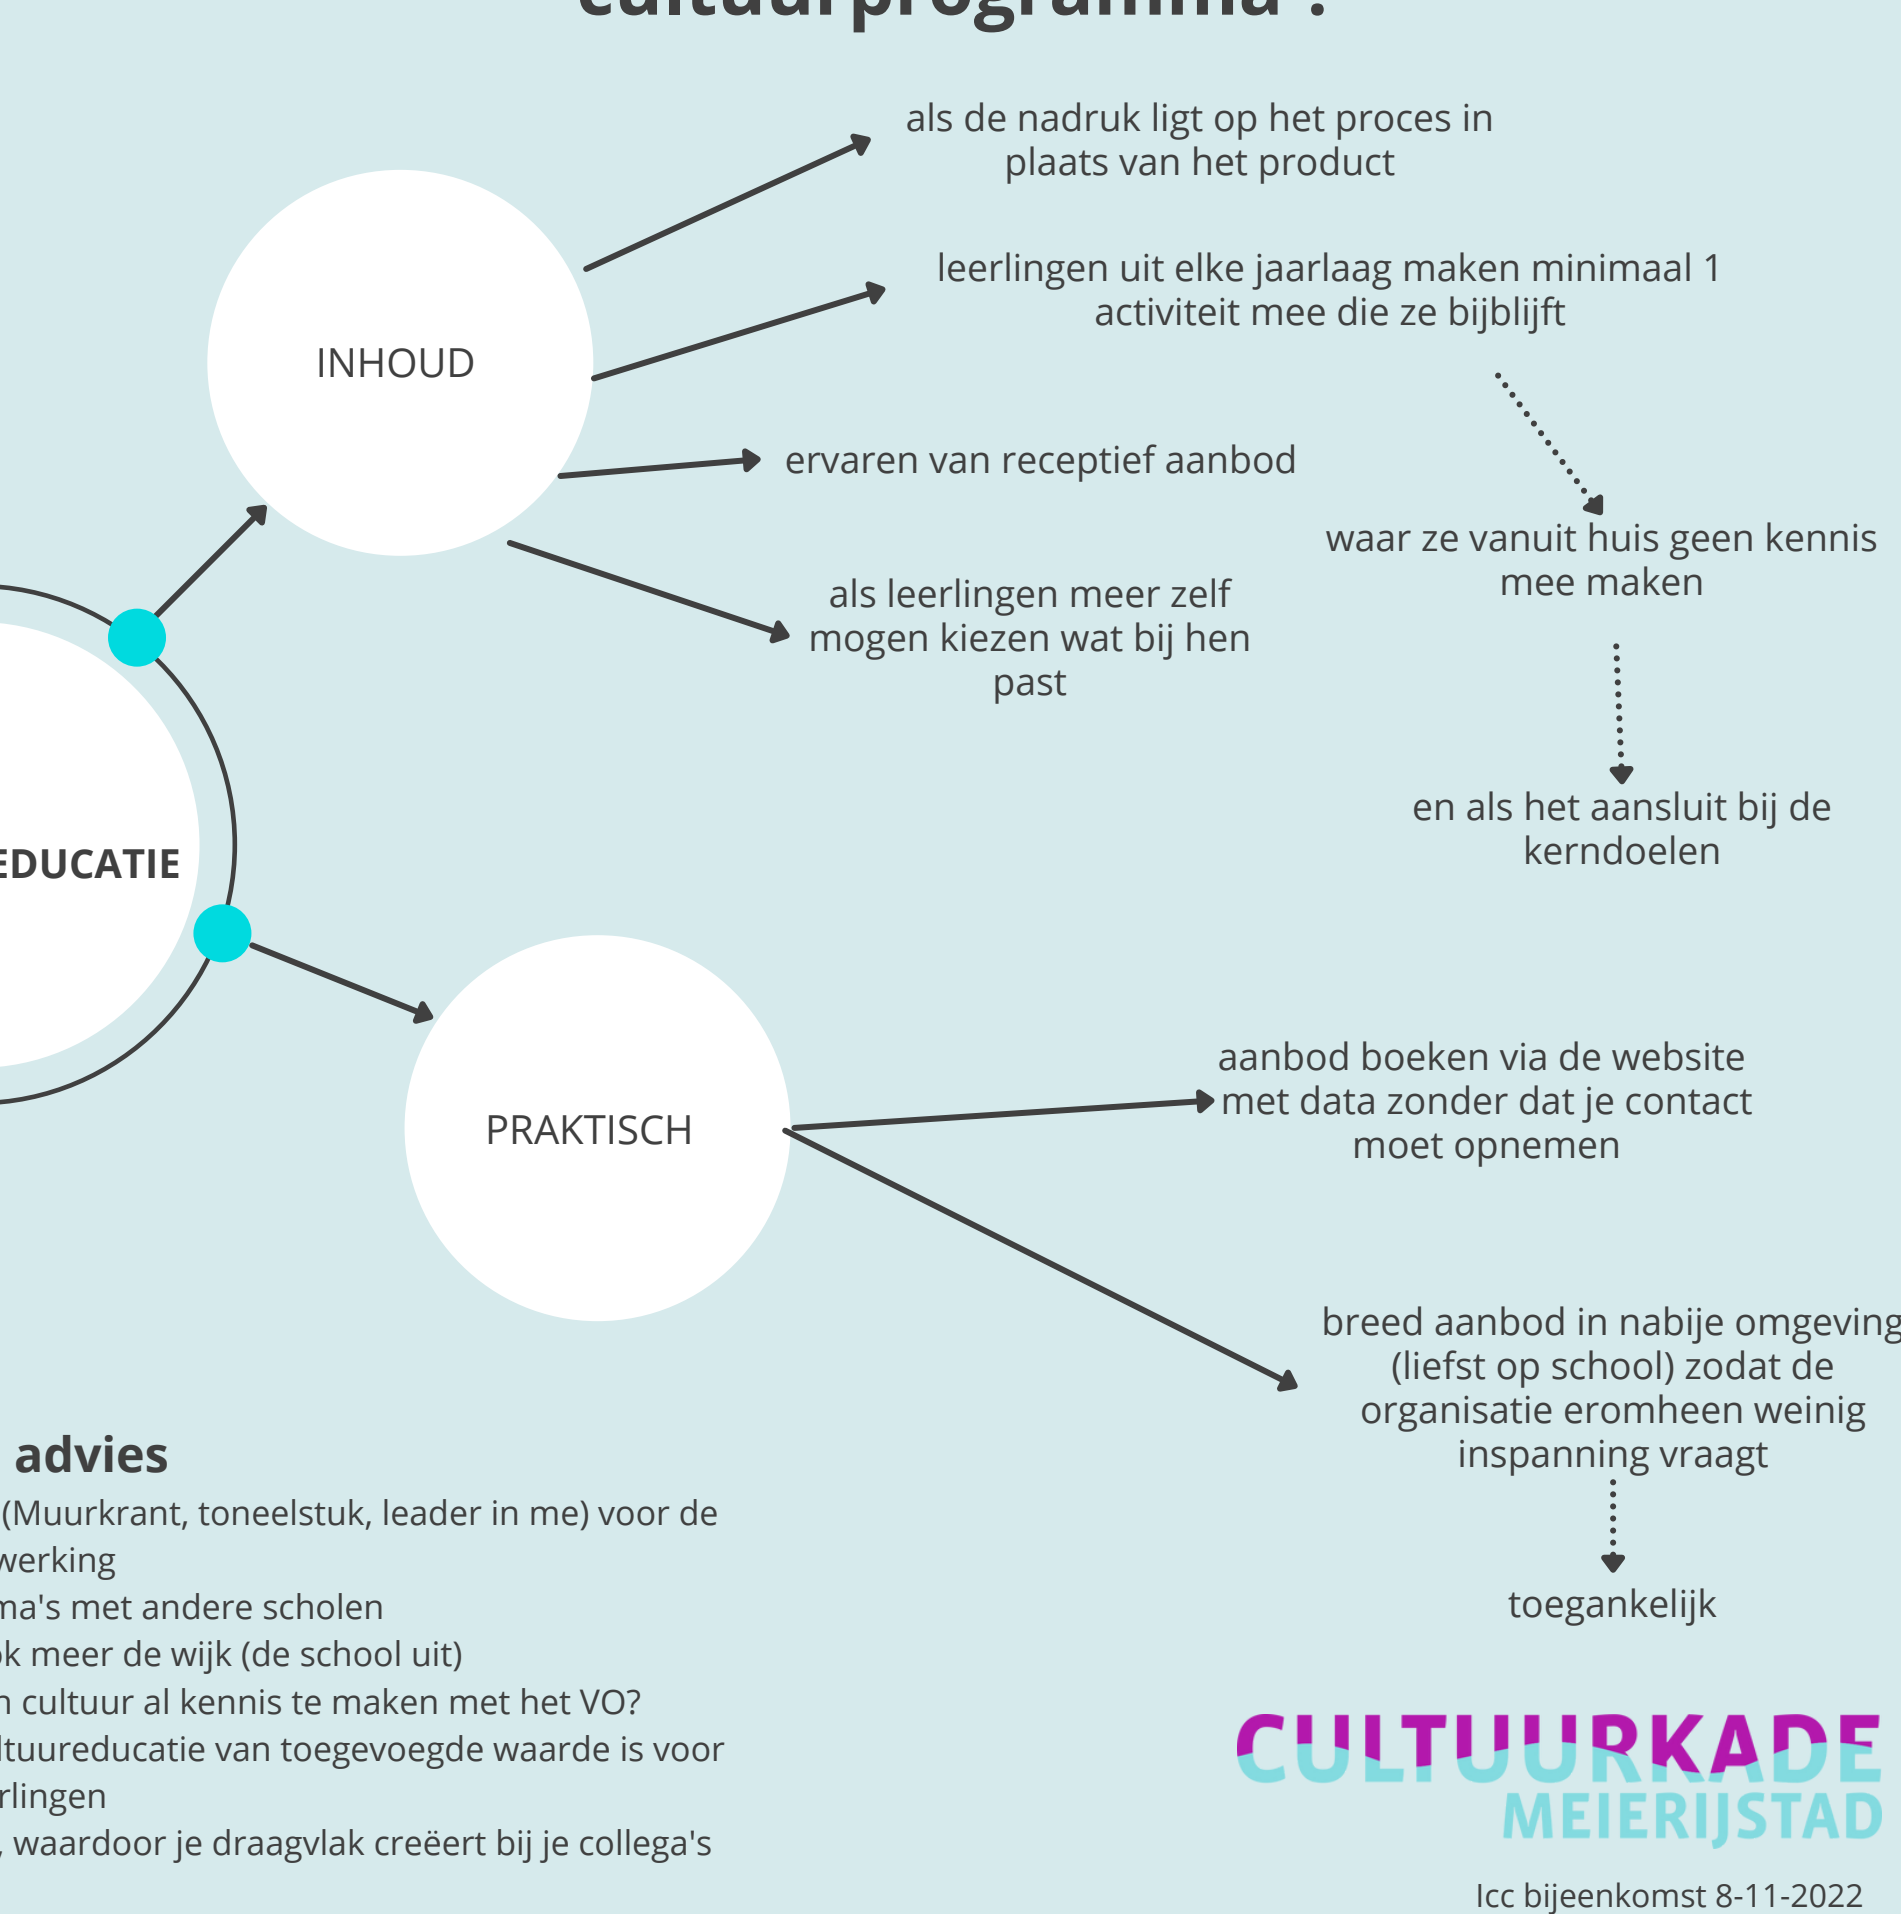 cultuurprogramma ?
als de nadruk ligt op het proces in
plaats van het product
leerlingen uit elke jaarlaag maken minimaal 1
activiteit mee die ze bijblijft
INHOUD
ervaren van receptief aanbod
waar ze vanuit huis geen kennis
mee maken
als leerlingen meer zelf
mogen kiezen wat bij hen
past
en als het aansluit bij de
kerndoelen
EDUCATIE
aanbod boeken via de website
met data zonder dat je contact
moet opnemen
PRAKTISCH
breed aanbod in nabije omgeving
(liefst op school) zodat de
organisatie eromheen weinig
inspanning vraagt
toegankelijk
advies
(Muurkrant, toneelstuk, leader in me) voor de
werking
ma's met andere scholen
ok meer de wijk (de school uit)
n cultuur al kennis te maken met het VO?
ltuureducatie van toegevoegde waarde is voor
rlingen
, waardoor je draagvlak creëert bij je collega's
CULTUURKADE
MEIERIJSTAD
Icc bijeenkomst 8-11-2022